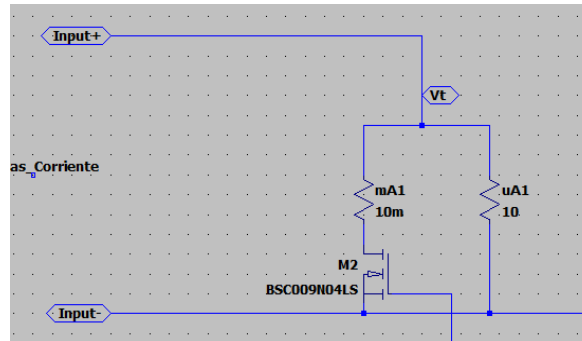 Input+
Vt
as_Corriente
mA1
10m
uA1
10
M2
BSC009N04LS
Input-